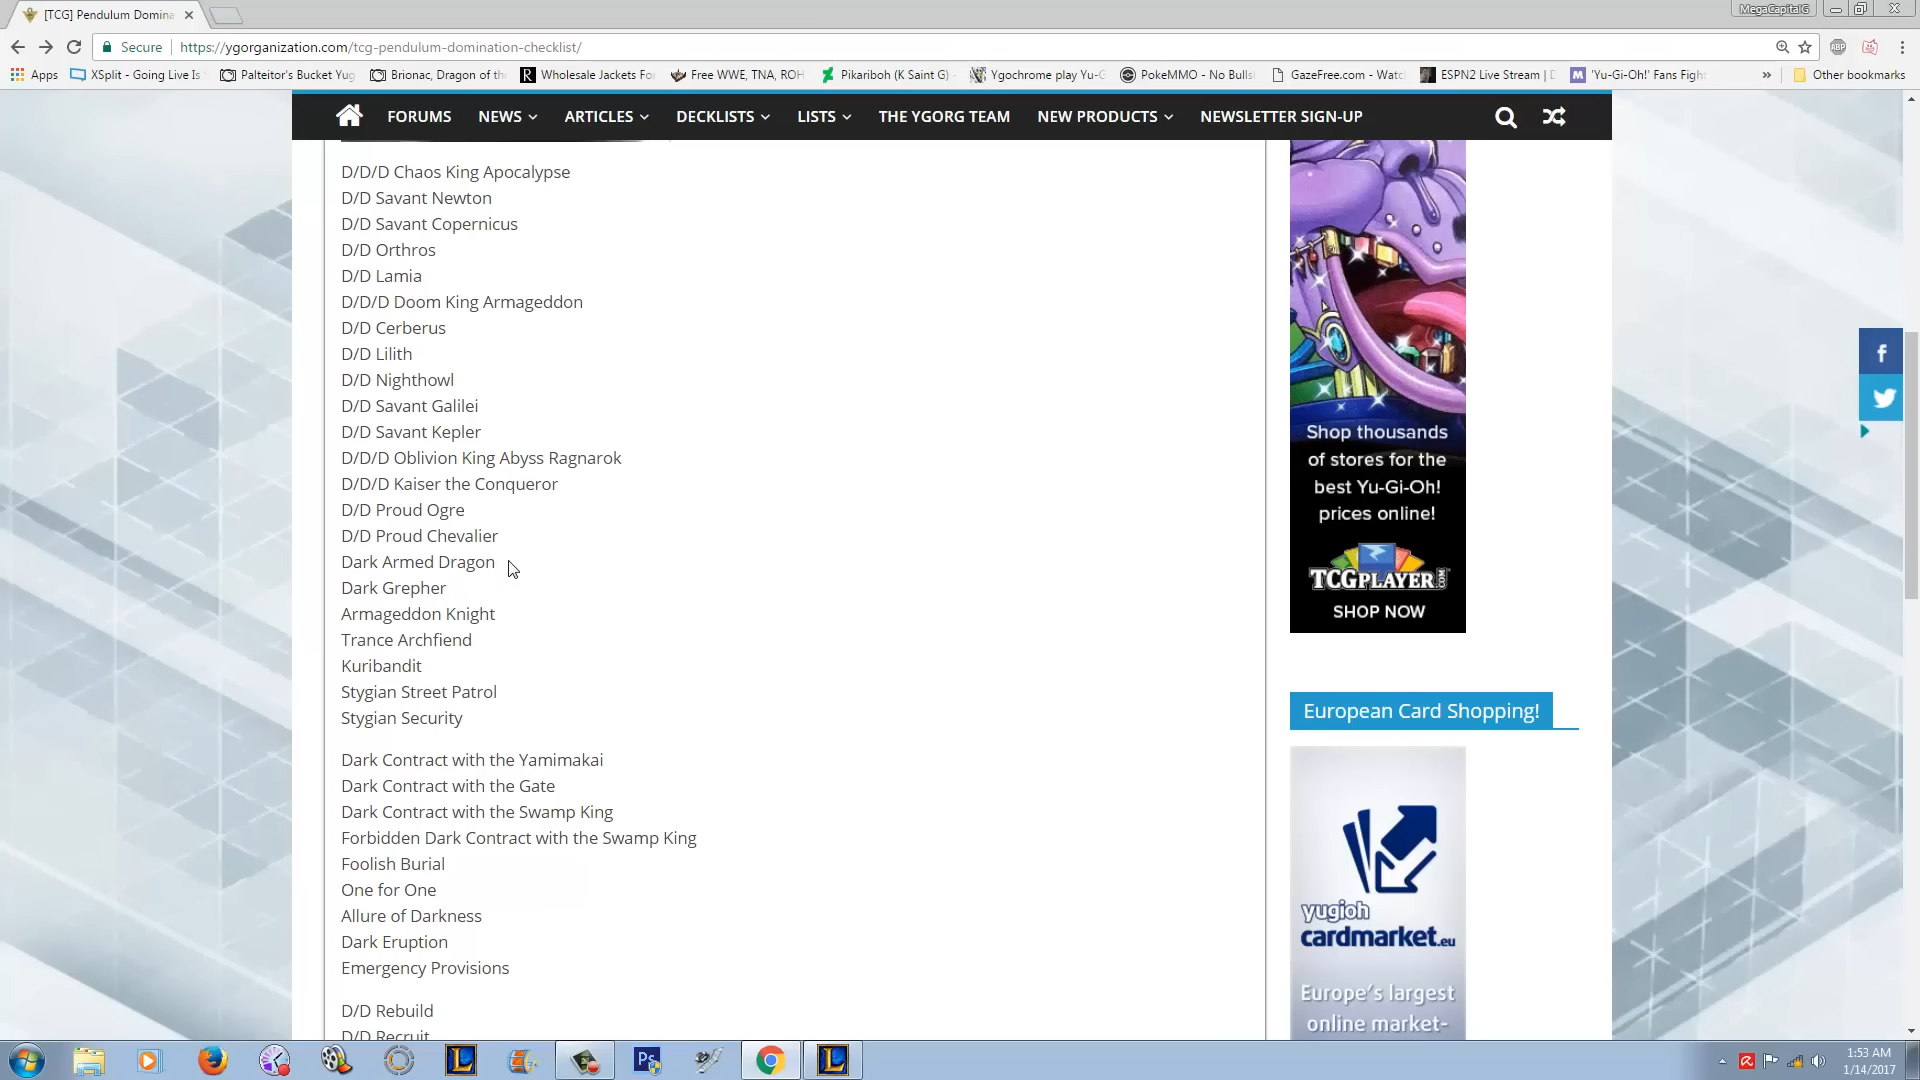 [TCG] Pendulum Domina
MegaCapitalG
Secure
https://ygorganization.com/tcg-pendulum-domination-checklist/
ABP
Apps
XSplit - Going Live Is
Palteitor's Bucket Yug
Brionac, Dragon of the
Wholesale Jackets Fo
Free WWE, TNA, ROH
Pikariboh (K Saint G)
Ygochrome play Yu-G
PokeMMO - No Bulls
GazeFree.com - Watc
ESPN2 Live Stream | D
'Yu-Gi-Oh!' Fans Figh
Other bookmarks
FORUMS
NEWS
ARTICLES
DECKLISTS
LISTS
THE YGORG TEAM
NEW PRODUCTS
NEWSLETTER SIGN-UP
D/D/D Chaos King Apocalypse
D/D Savant Newton
D/D Savant Copernicus
D/D Orthros
D/D Lamia
D/D/D Doom King Armageddon
D/D Cerberus
D/D Lilith
D/D Nighthowl
D/D Savant Galilei
D/D Savant Kepler
D/D/D Oblivion King Abyss Ragnarok
D/D/D Kaiser the Conqueror
D/D Proud Ogre
D/D Proud Chevalier
Dark Armed Dragon
Dark Grepher
Armageddon Knight
Trance Archfiend
Kuribandit
Stygian Street Patrol
Stygian Security
Dark Contract with the Yamimakai
Dark Contract with the Gate
Dark Contract with the Swamp King
Forbidden Dark Contract with the Swamp King
Foolish Burial
One for One
Allure of Darkness
Dark Eruption
Emergency Provisions
D/D Rebuild
D/D Recruit
Shop thousands
of stores for the
best Yu-Gi-Oh!
prices online!
TCGPLAYER.COM
SHOP NOW
European Card Shopping!
yugioh
cardmarket.eu
Europe's largest
online market-
1:53 AM
1/14/2017